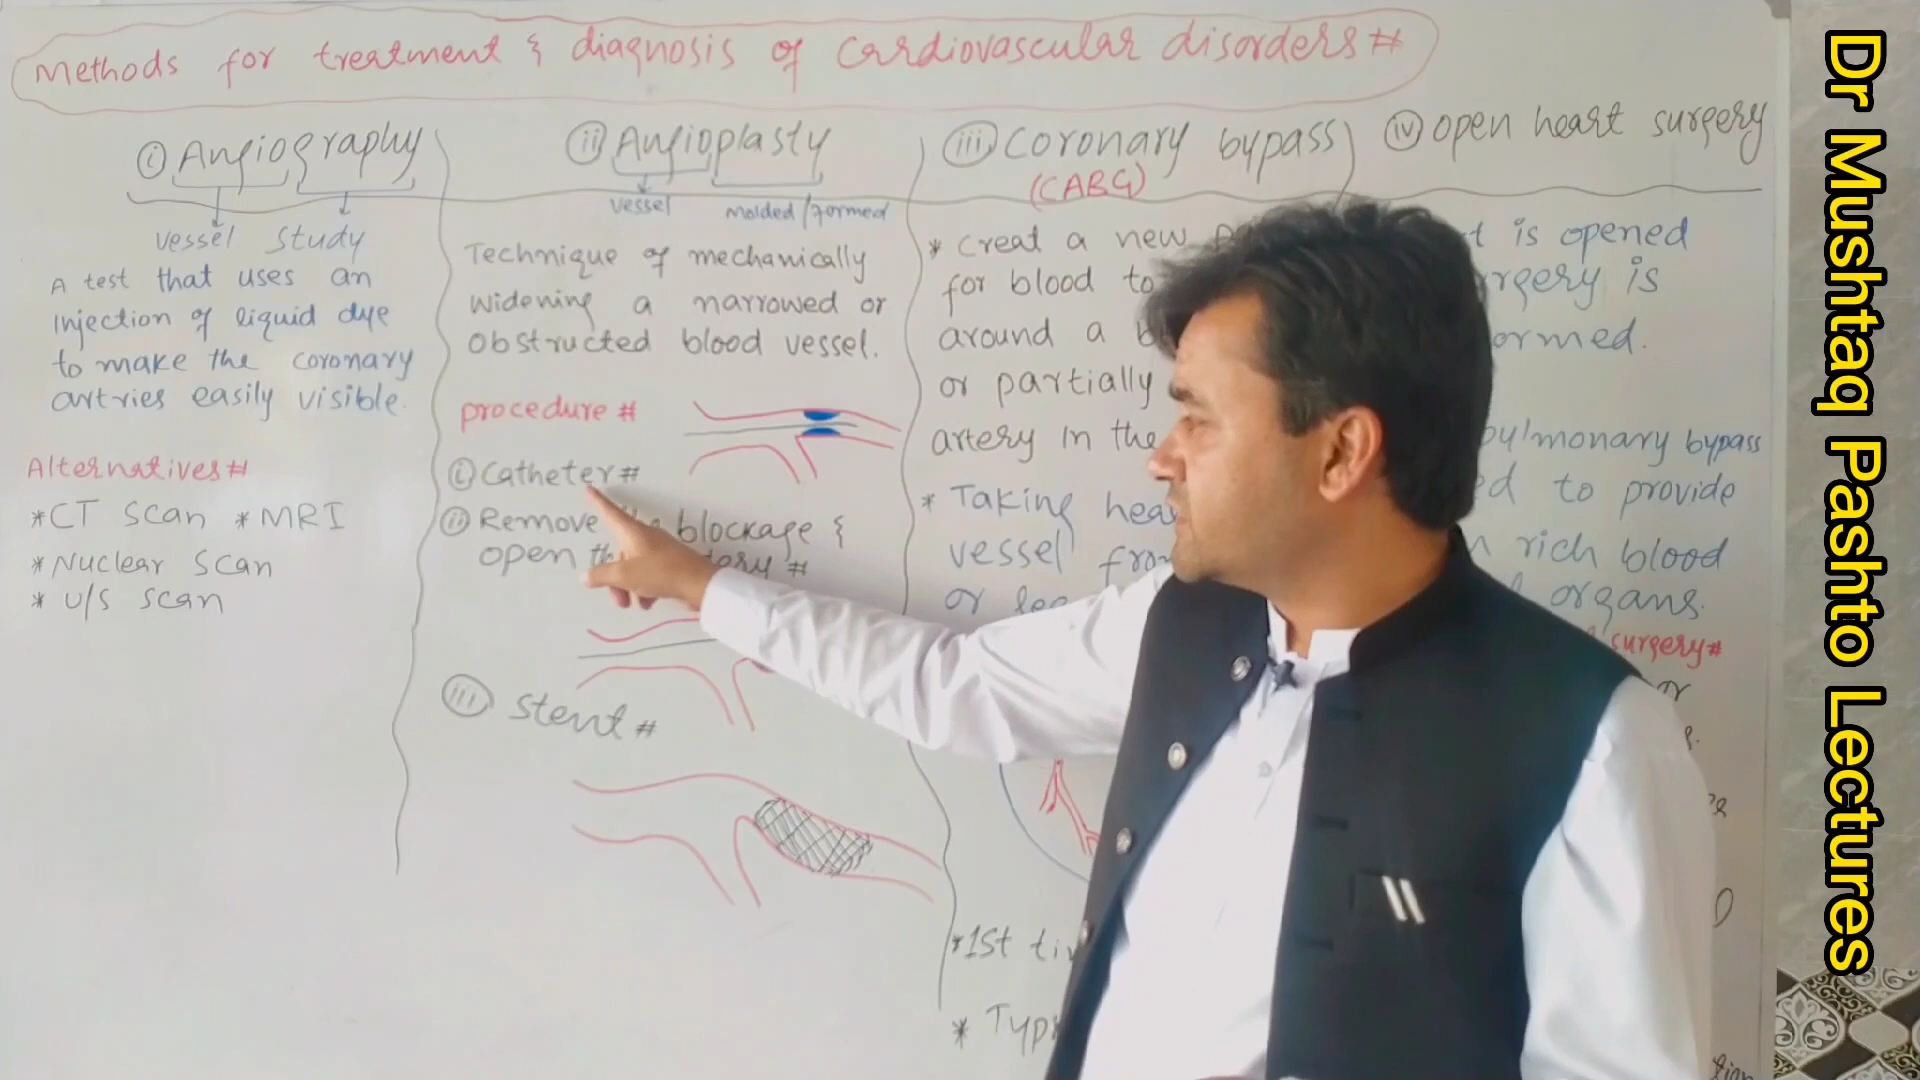 Methods for treatment & diagnosis of cardiovascular disorders #
(i) Angiography
vessel study
A test that uses an
injection of liquid dye
to make the coronary
artries easily visible.
Alternatives #
*CT scan *MRI
*Nuclear scan
* U/S scan
(ii) Angioplasty
vessel molded/formed
Technique of mechanically
widening a narrowed or
obstructed blood vessel.
procedure #
(i) Catheter #
(ii) Remove the blockage &
open #
(iii) stent #
(iii) Coronary bypass
(CABG)
* Creat a new
for blood to
around a
or partially
artery in the
* Taking
vessel
or
*1st
*
(iv) open heart surgery
is opened
surgery is
pulmonary bypass
to provide
rich blood
organs.
surgery #
or
Dr Mushtaq Pashto Lectures